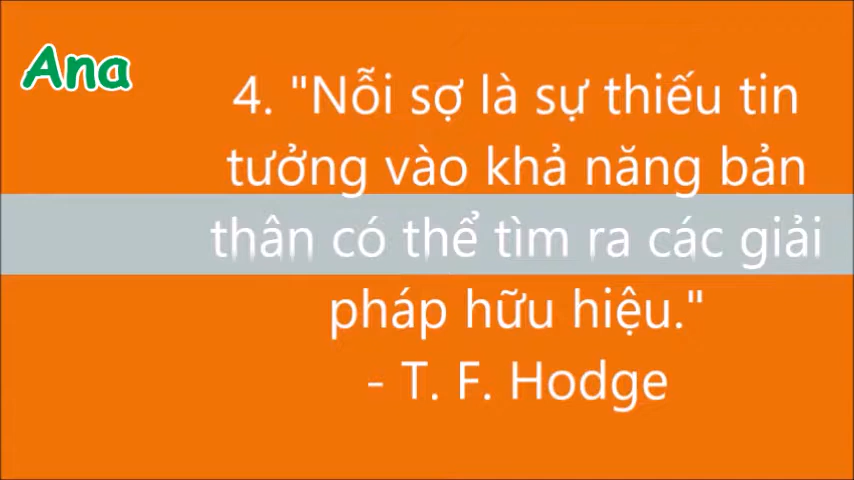 Ana
4. "Nỗi sợ là sự thiếu tin
tưởng vào khả năng bản
thân có thể tìm ra các giải
pháp hữu hiệu."
- T. F. Hodge